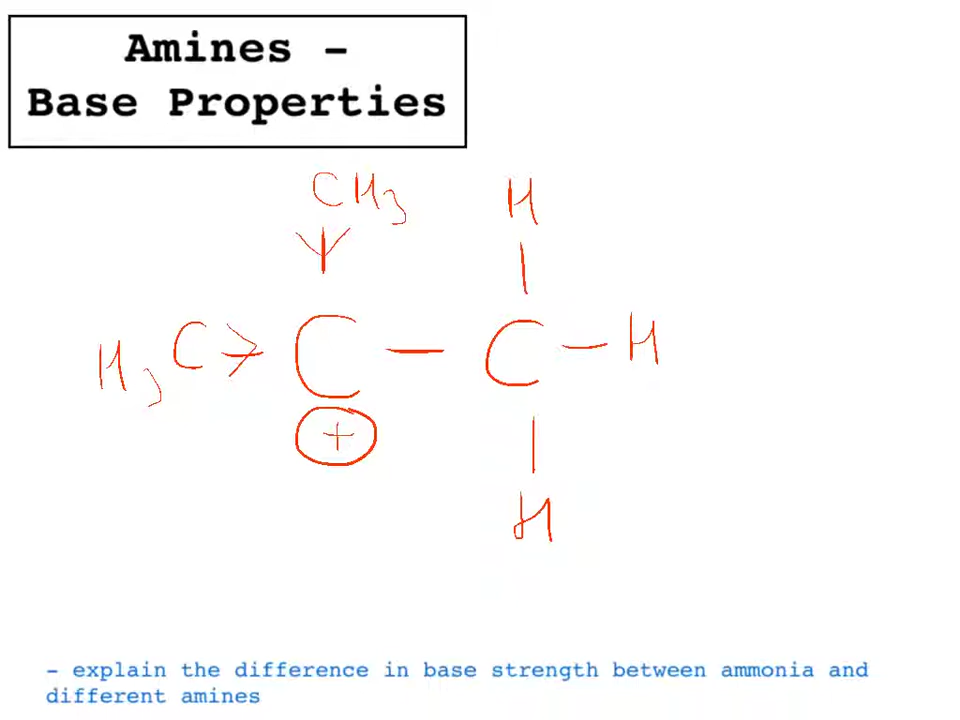 Amines –
Base Properties
CH3 H
H3C C C H
+
H
– explain the difference in base strength between ammonia and
different amines